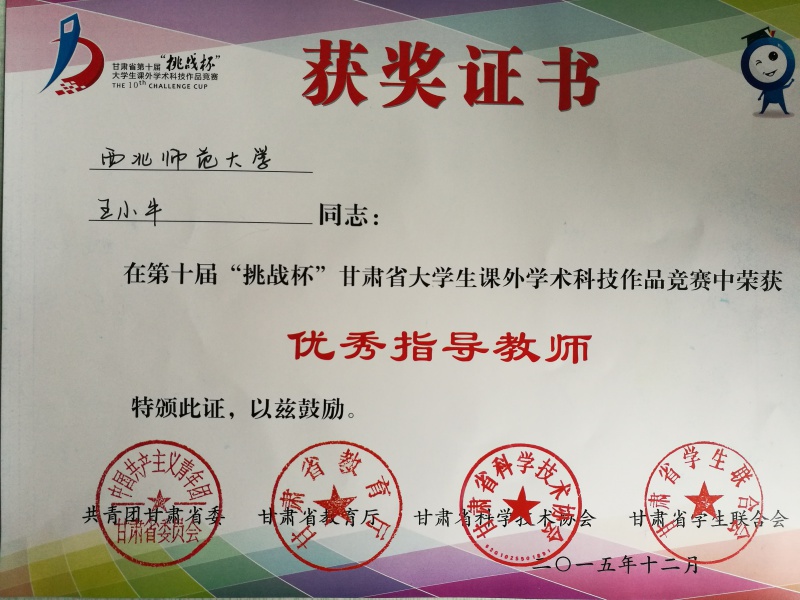 甘肃省第十届“挑战杯”
大学生课外学术科技作品竞赛
THE 10th CHALLENGE CUP
获奖证书
西北师范大学
王小牛 同志：
在第十届“挑战杯”甘肃省大学生课外学术科技作品竞赛中荣获
优秀指导教师
特颁此证，以兹鼓励。
中国共产主义青年团
甘肃省委员会
甘肃省教育厅
甘肃省科学技术协会
6201025501891
甘肃省学生联合会
共青团甘肃省委 甘肃省教育厅 甘肃省科学技术协会 甘肃省学生联合会
二〇一五年十二月